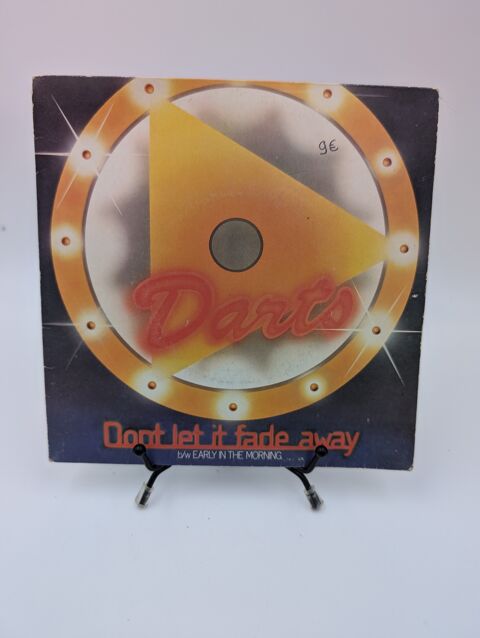 9€
Darts
Dont let it fade away
b/w EARLY IN THE MORNING